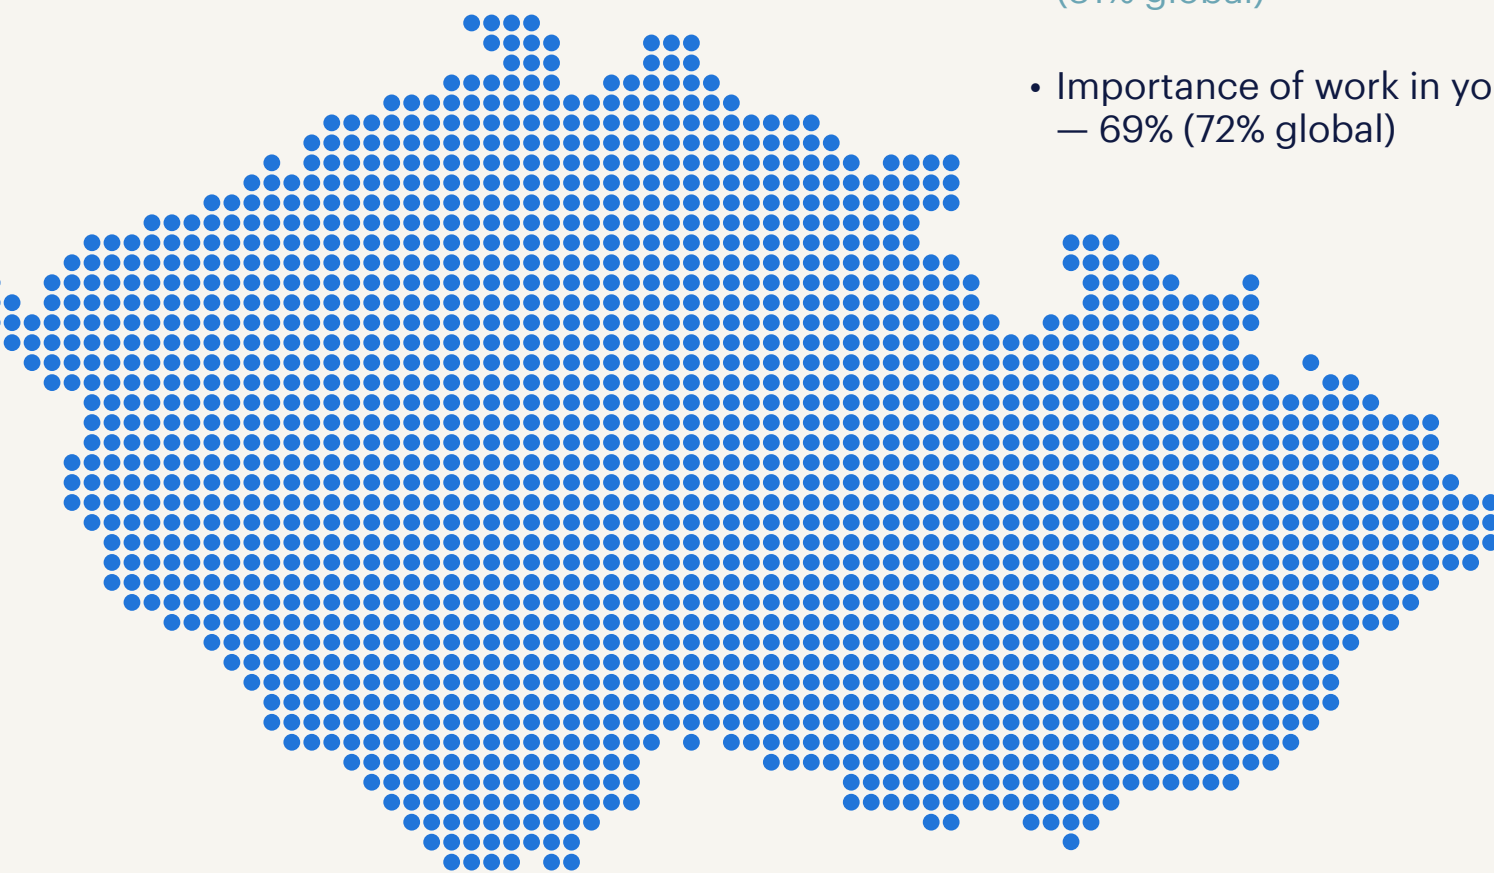 • Importance of work in yo
— 69% (72% global)